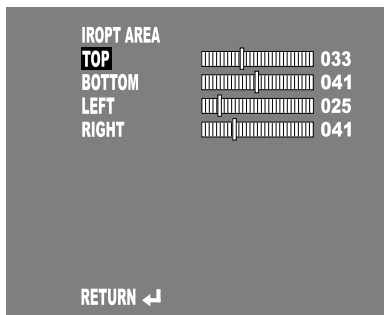 IROPT AREA
TOP 033
BOTTOM 041
LEFT 025
RIGHT 041
RETURN ↵